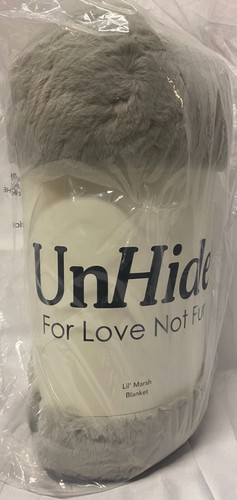 UnHide
For Love Not Fur
Lil' Marsh
Blanket